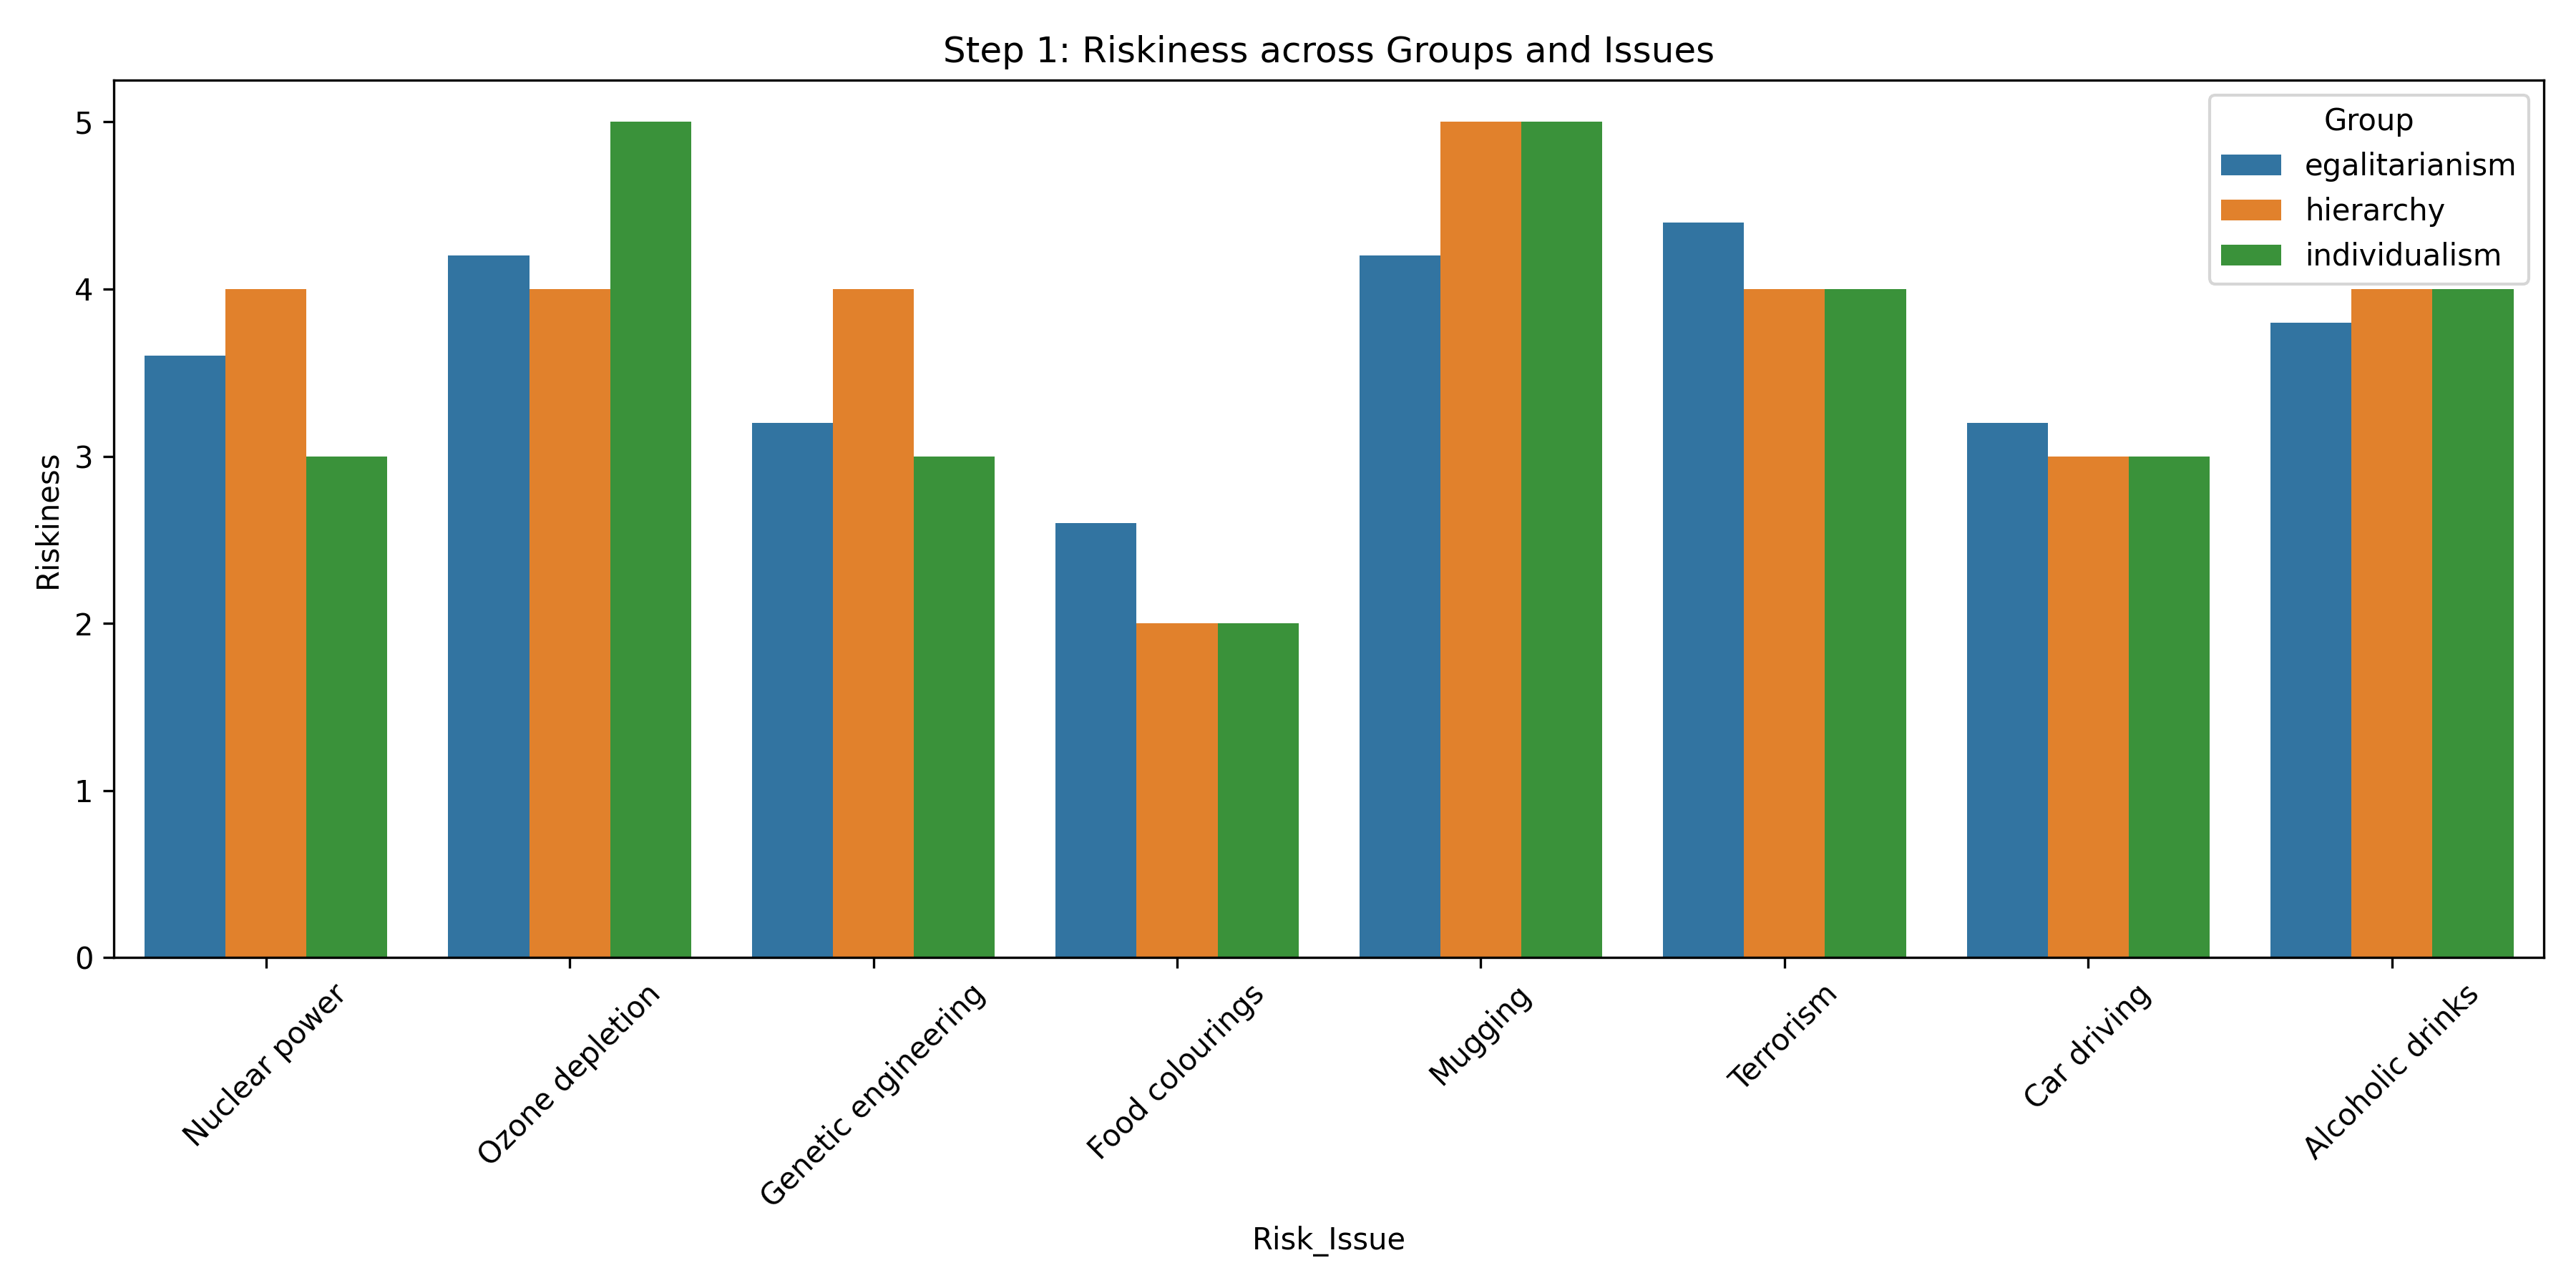 Step 1: Riskiness across Groups and Issues
Group
egalitarianism
hierarchy
individualism
5
4
3
2
1
0
Riskiness
Nuclear power
Ozone depletion
Genetic engineering
Food colourings
Mugging
Terrorism
Car driving
Alcoholic drinks
Risk_Issue